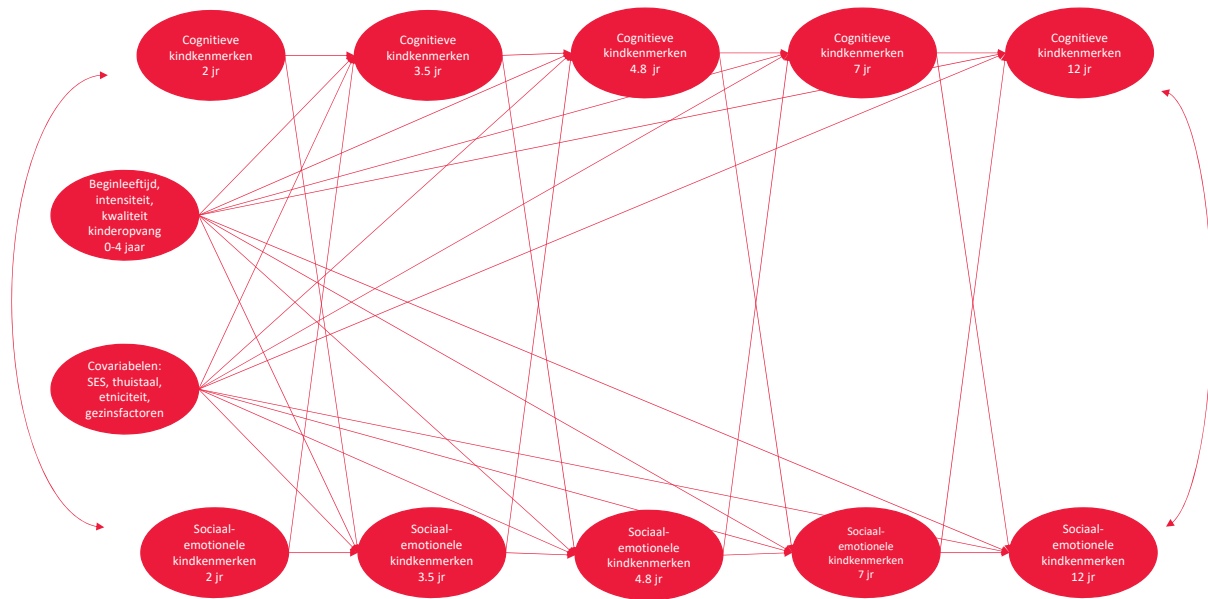 Cognitieve
kindkenmerken
2 jr
Cognitieve
kindkenmerken
3.5 jr
Cognitieve
kindkenmerken
4.8 jr
Cognitieve
kindkenmerken
7 jr
Cognitieve
kindkenmerken
12 jr
Beginleeftijd,
intensiteit,
kwaliteit
kinderopvang
0-4 jaar
Covariabelen:
SES, thuistaal,
etniciteit,
gezinsfactoren
Sociaal-
emotionele
kindkenmerken
2 jr
Sociaal-
emotionele
kindkenmerken
3.5 jr
Sociaal-
emotionele
kindkenmerken
4.8 jr
Sociaal-
emotionele
kindkenmerken
7 jr
Sociaal-
emotionele
kindkenmerken
12 jr